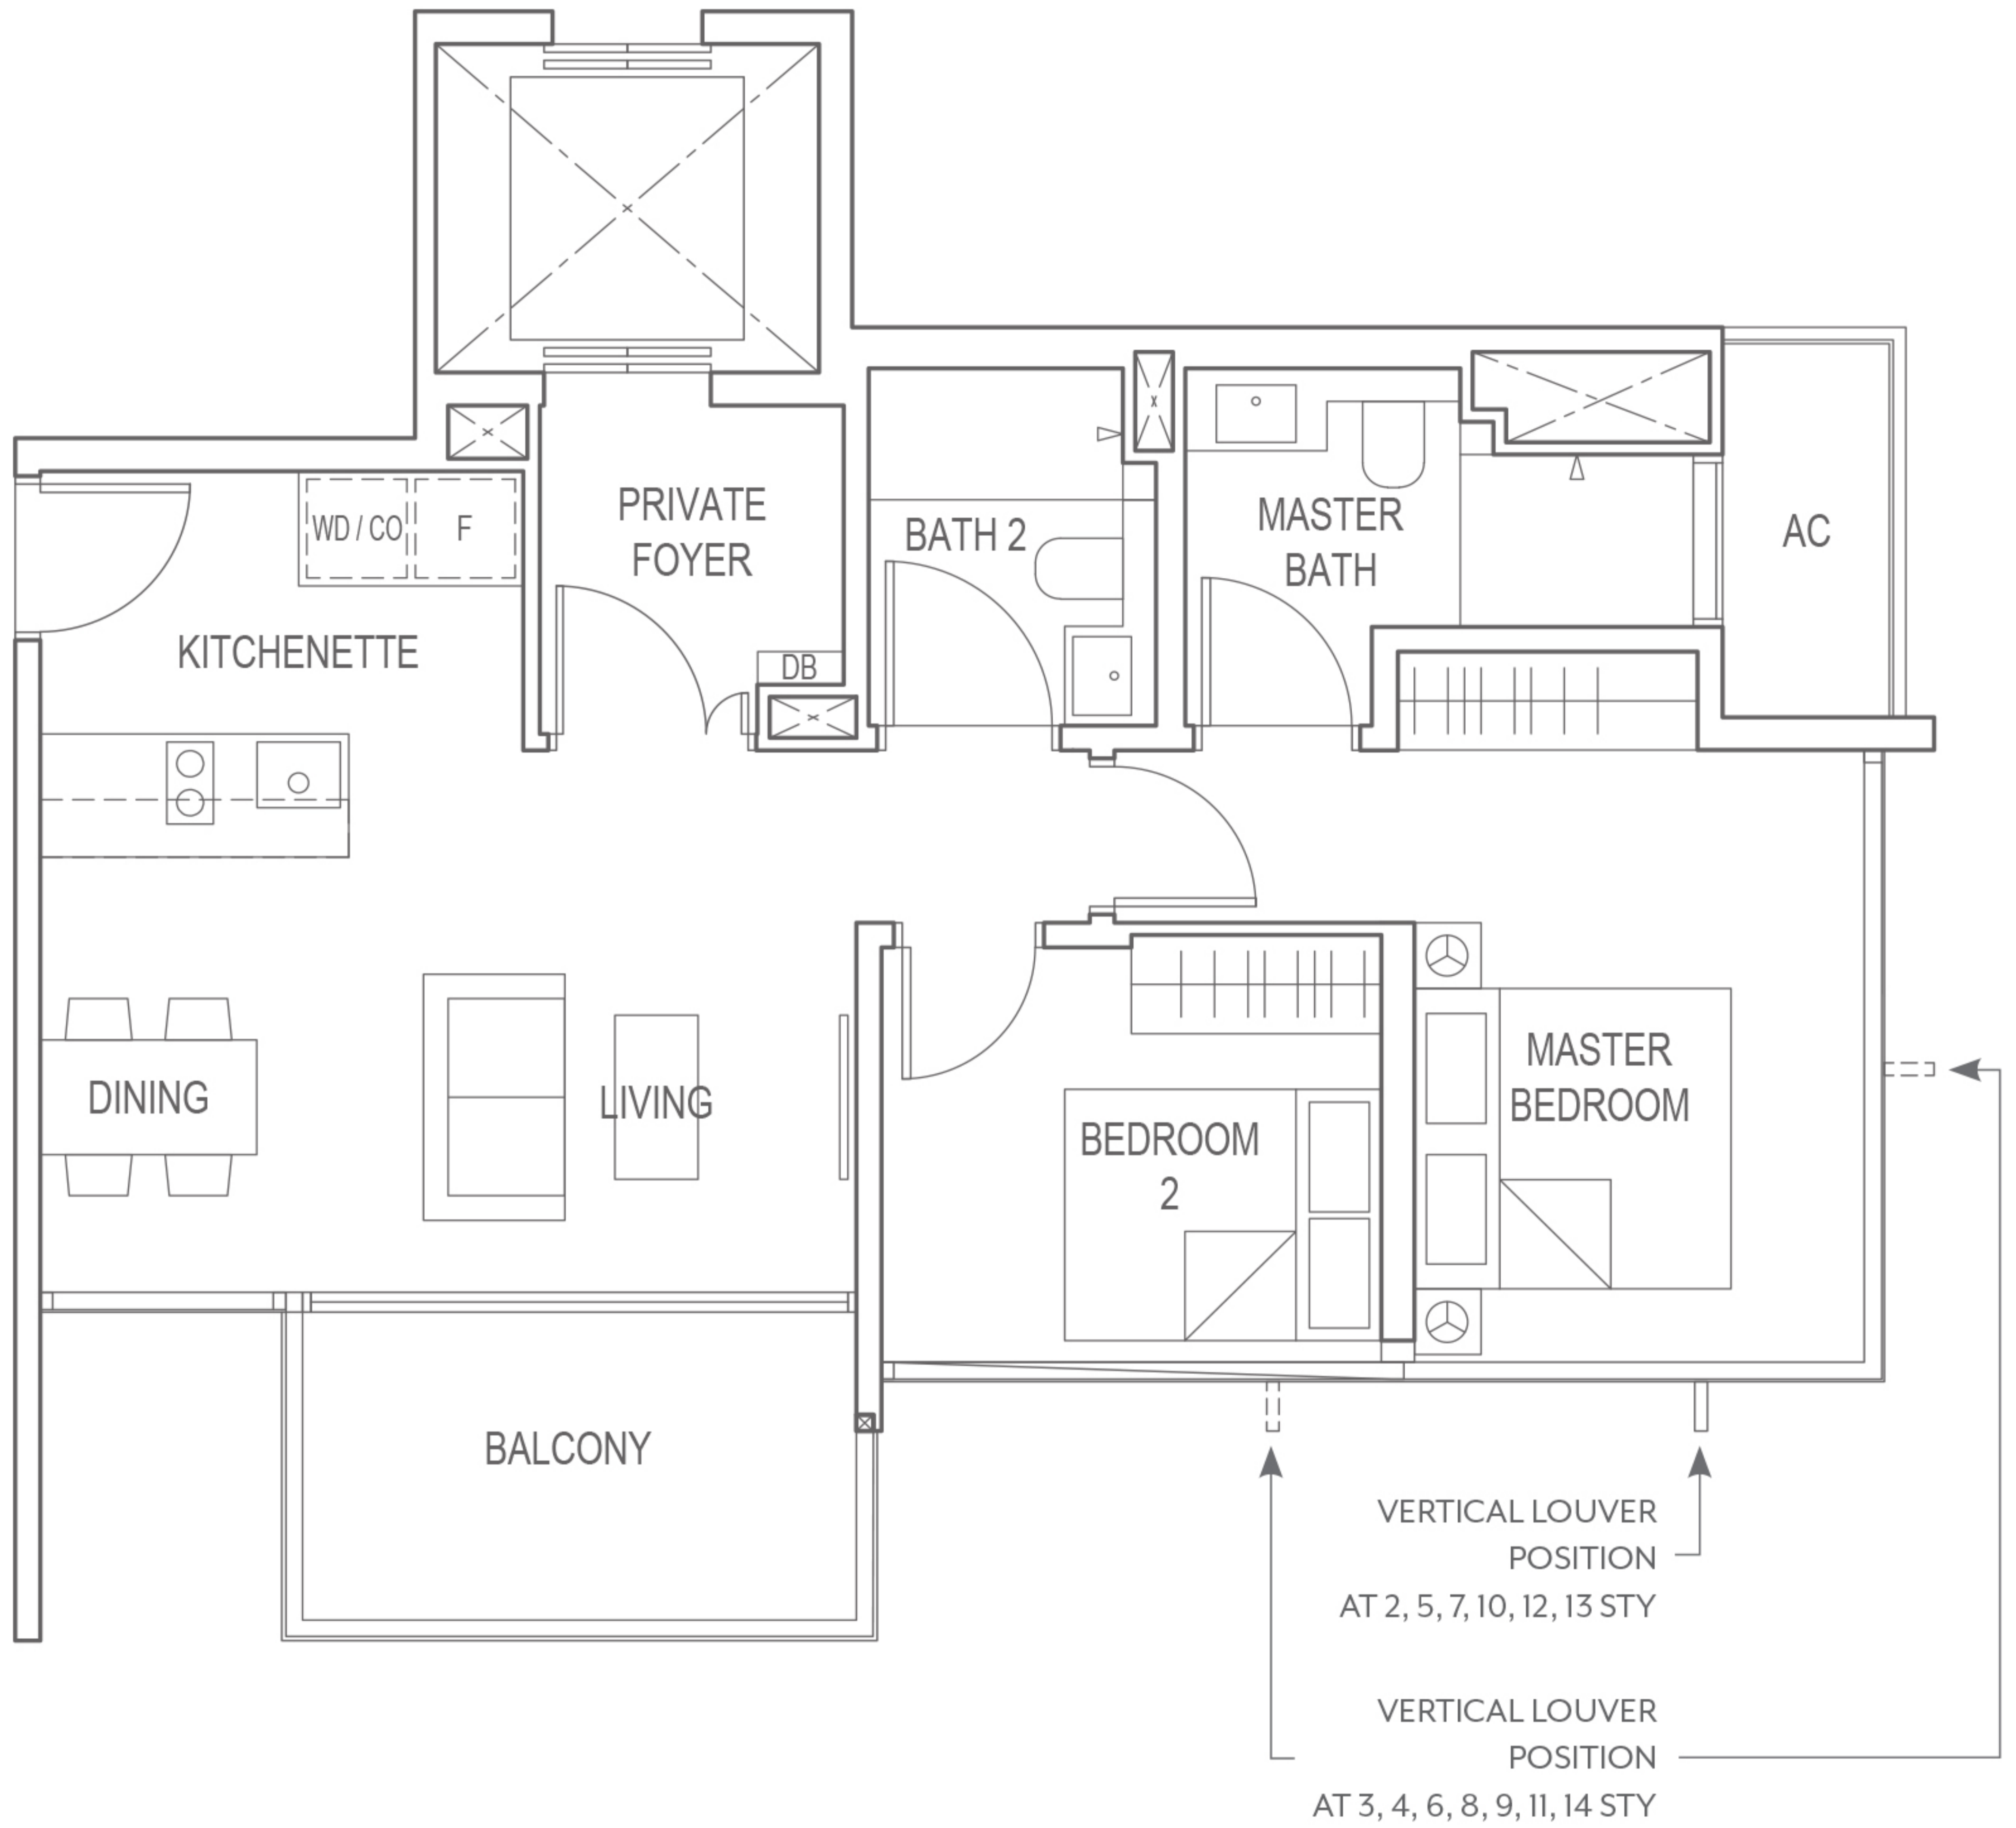 PRIVATE
FOYER
WD / CO
F
BATH 2
MASTER
BATH
AC
KITCHENETTE
DB
DINING
LIVING
BEDROOM
2
MASTER
BEDROOM
BALCONY
VERTICAL LOUVER
POSITION
AT 2, 5, 7, 10, 12, 13 STY
VERTICAL LOUVER
POSITION
AT 3, 4, 6, 8, 9, 11, 14 STY